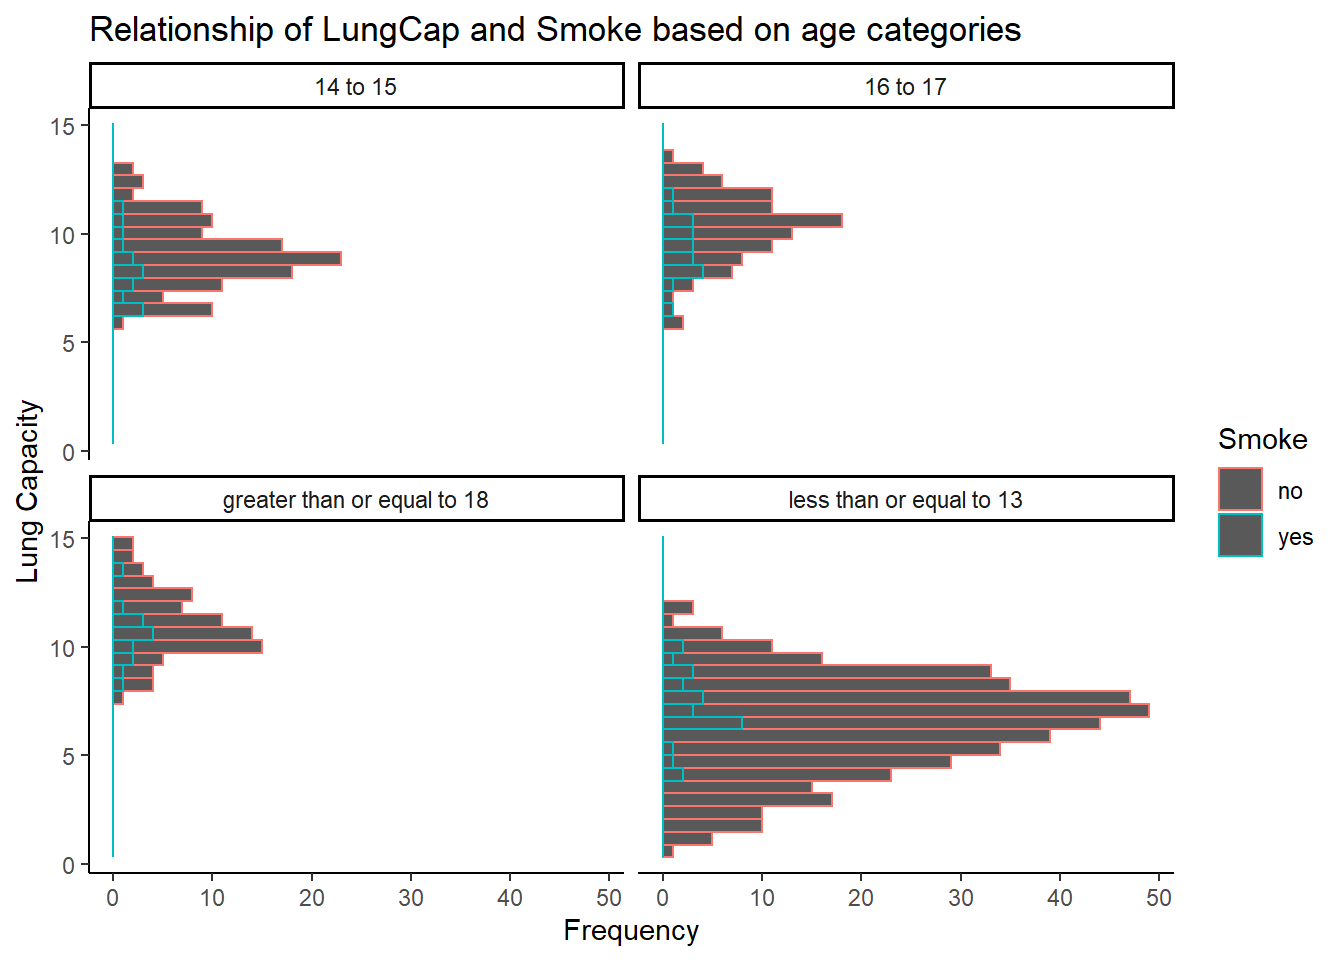 Relationship of LungCap and Smoke based on age categories
14 to 15
16 to 17
15
10
5
0
greater than or equal to 18
less than or equal to 13
15
10
5
0
0 10 20 30 40 50
0 10 20 30 40 50
Frequency
Lung Capacity
Smoke
no
yes